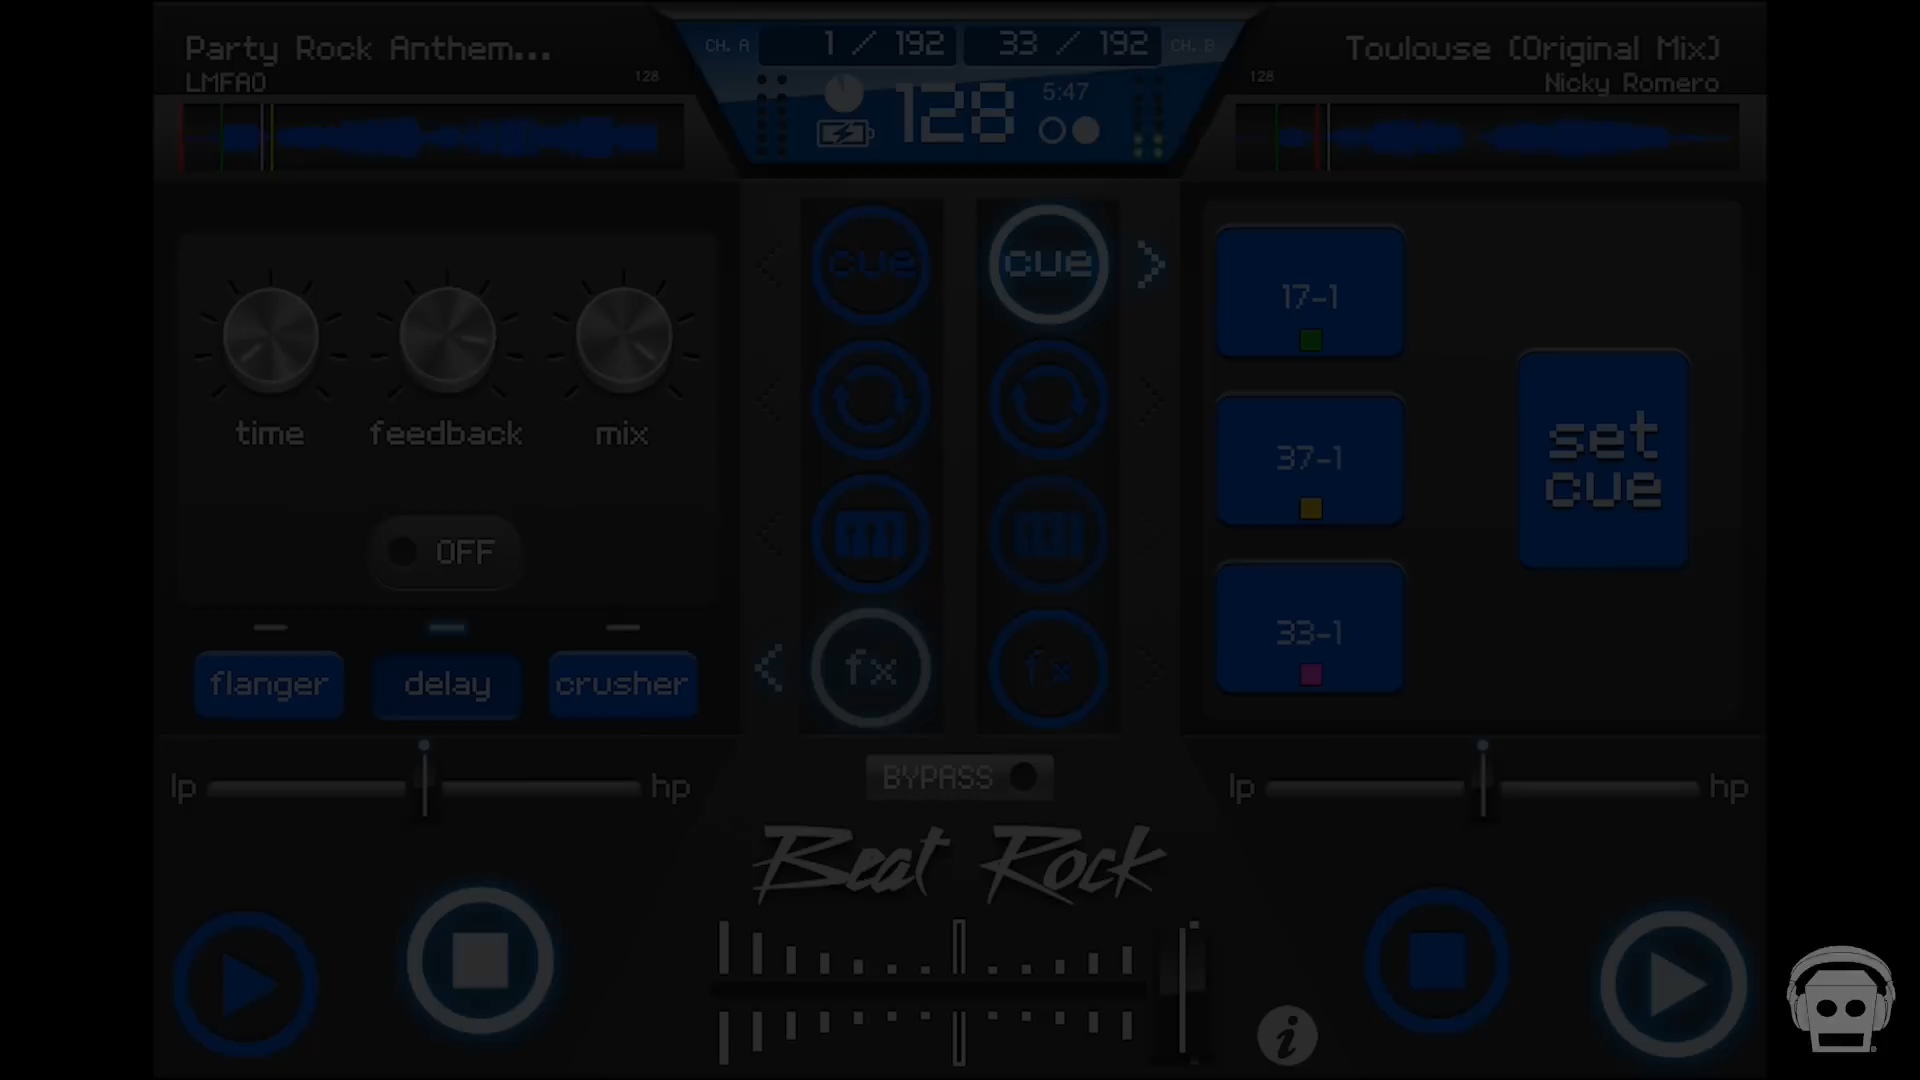 Party Rock Anthem...
LMFAO
128
CH. A
1 / 192
33 / 192
CH. B
128
5:47
128
Toulouse (Original Mix)
Nicky Romero
cue
cue
17-1
37-1
33-1
set
cue
time
feedback
mix
OFF
flanger
delay
crusher
fx
fx
lp
hp
BYPASS
lp
hp
Beat Rock
i